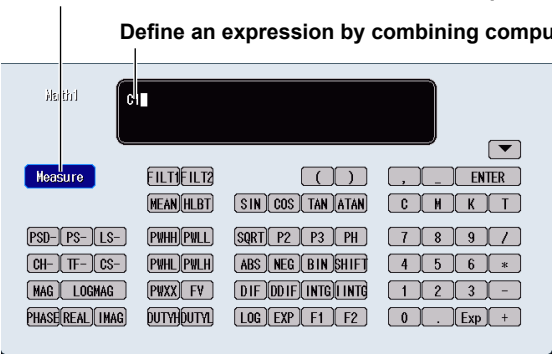 Define an expression by combining compu
Math1
C1
Measure FILT1 FILT2 ( ) , _ ENTER
MEAN HLBT SIN COS TAN ATAN C M K T
PSD- PS- LS- PWHH PWLL SQRT P2 P3 PH 7 8 9 /
CH- TF- CS- PWHL PWLH ABS NEG BIN SHIFT 4 5 6 *
MAG LOGMAG PWXX FV DIF DDIF INTG IINTG 1 2 3 -
PHASE REAL IMAG DUTYH DUTYL LOG EXP F1 F2 0 . Exp +